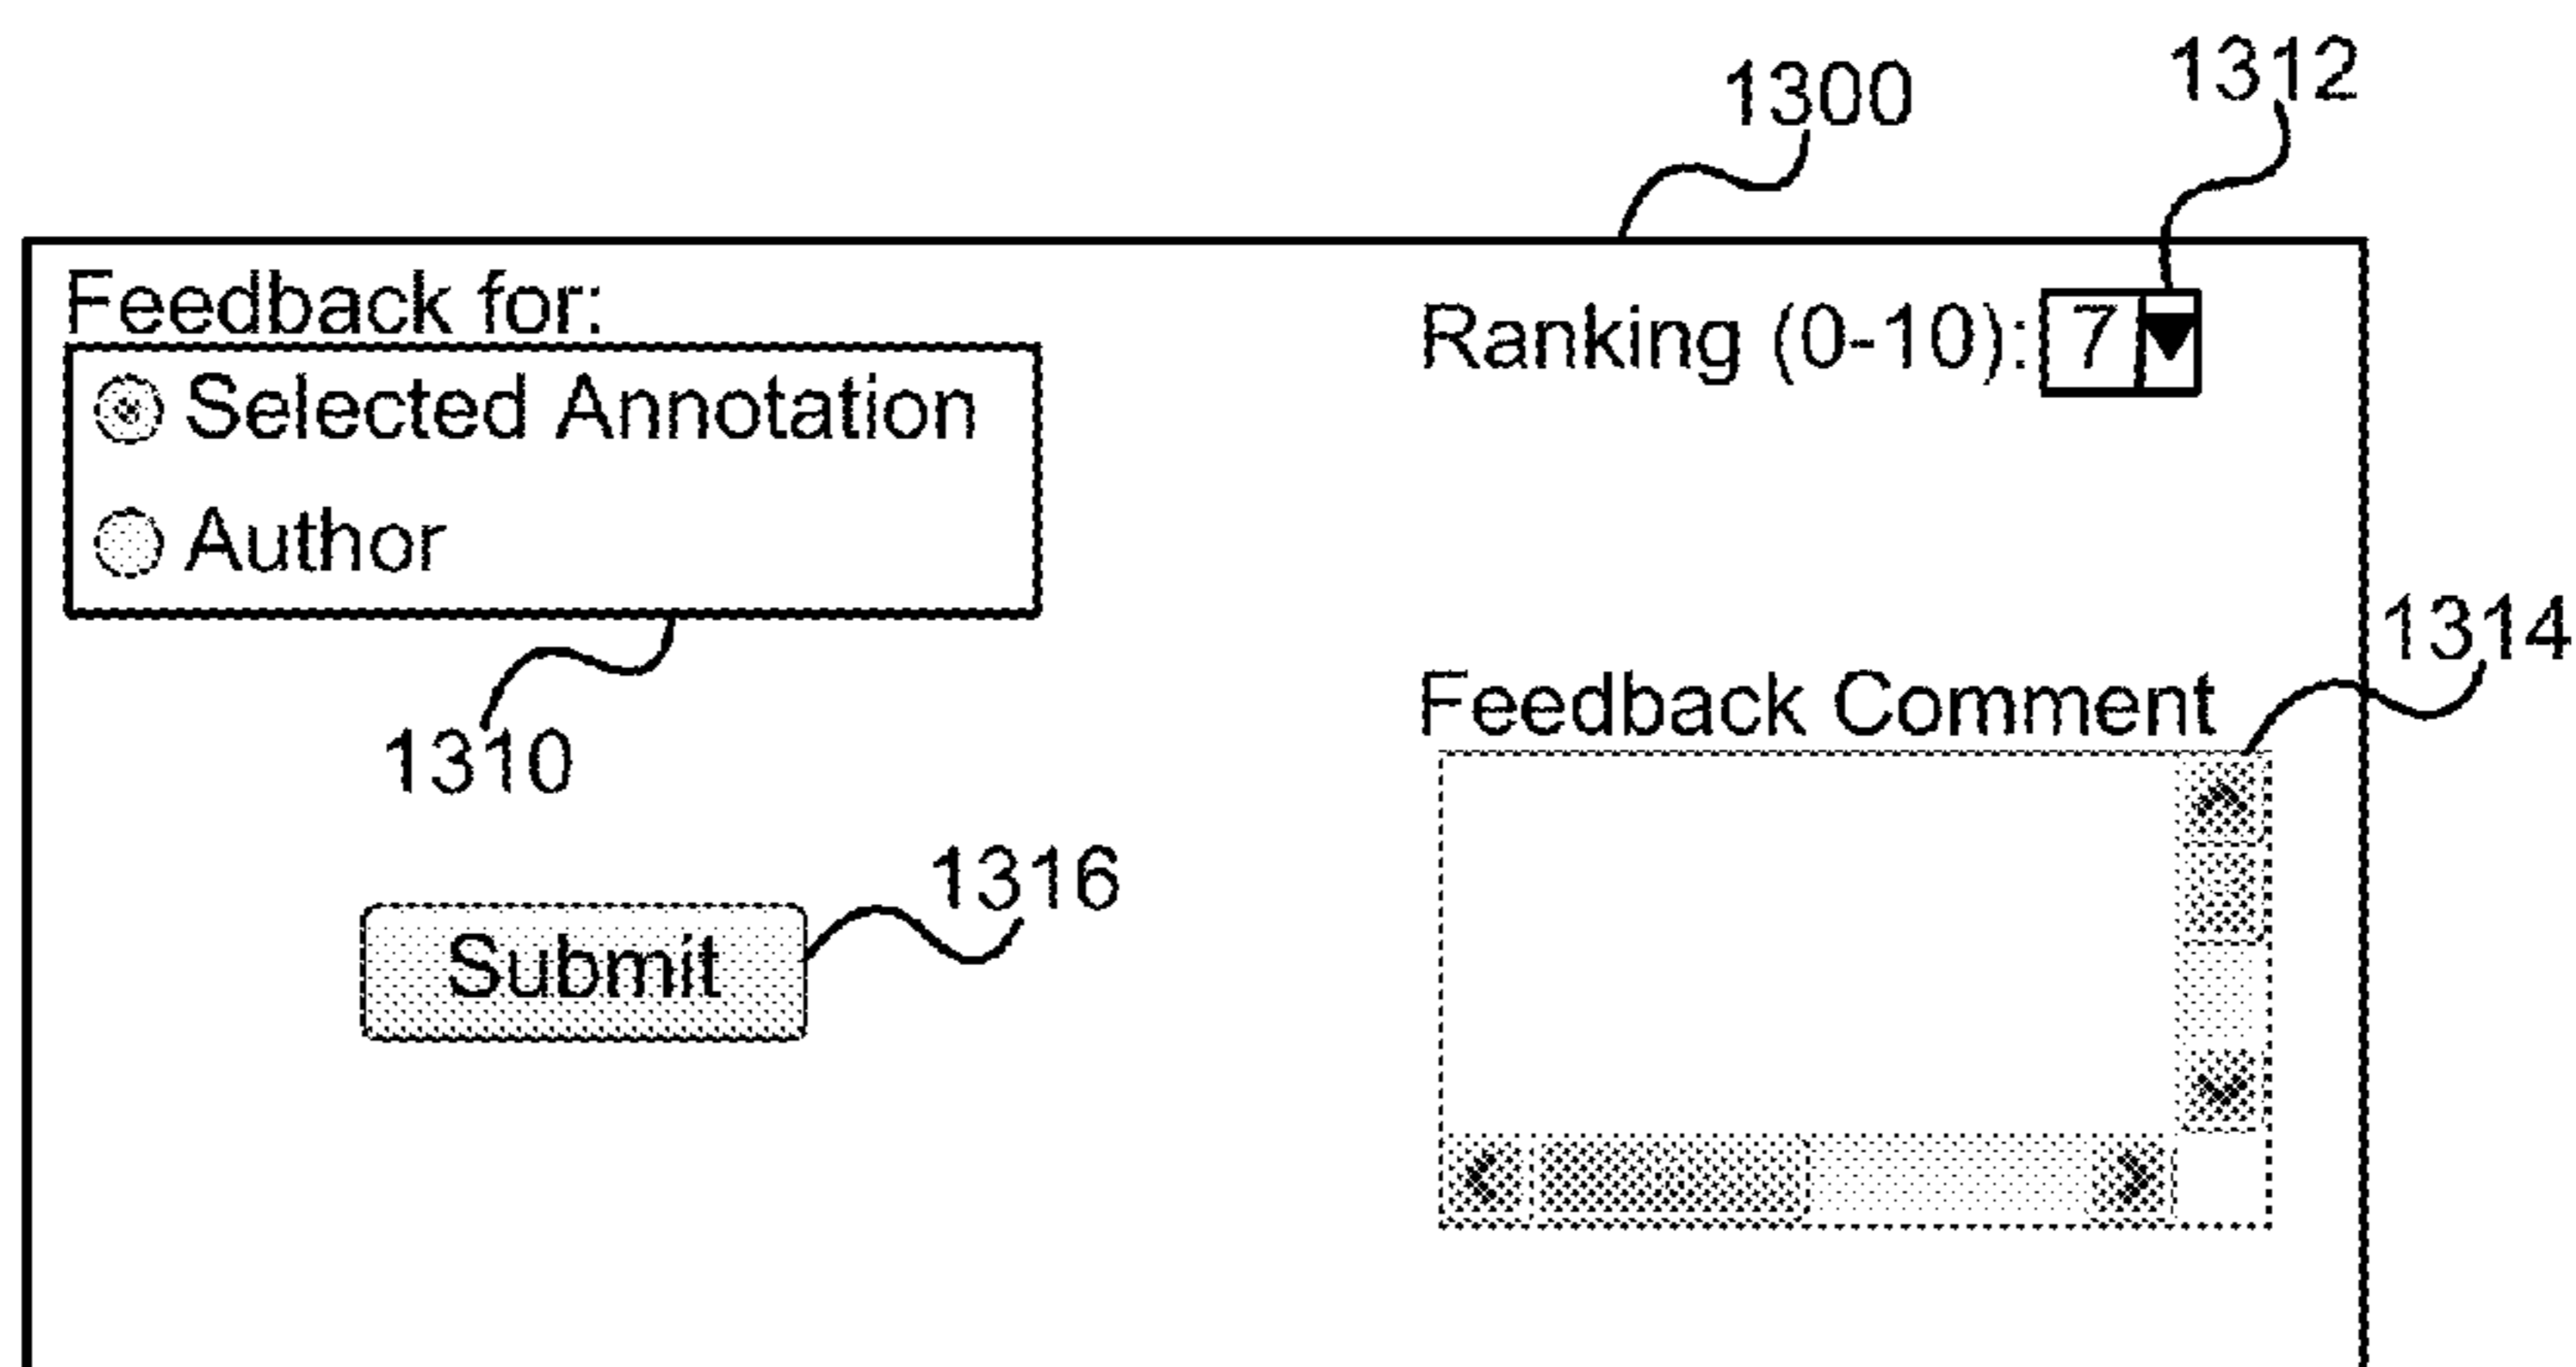 1300
1312
Feedback for:
Ranking (0-10): 7
Selected Annotation
Author
1310
1314
Feedback Comment
1316
Submit